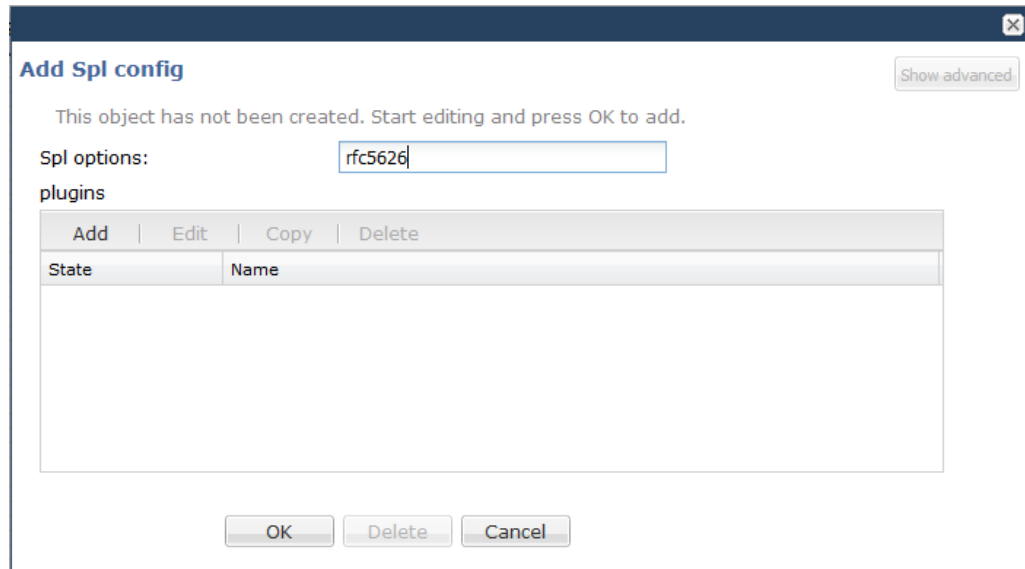 Add Spl config
Show advanced
This object has not been created. Start editing and press OK to add.
Spl options: rfc5626
plugins
Add | Edit | Copy | Delete
State Name
OK Delete Cancel